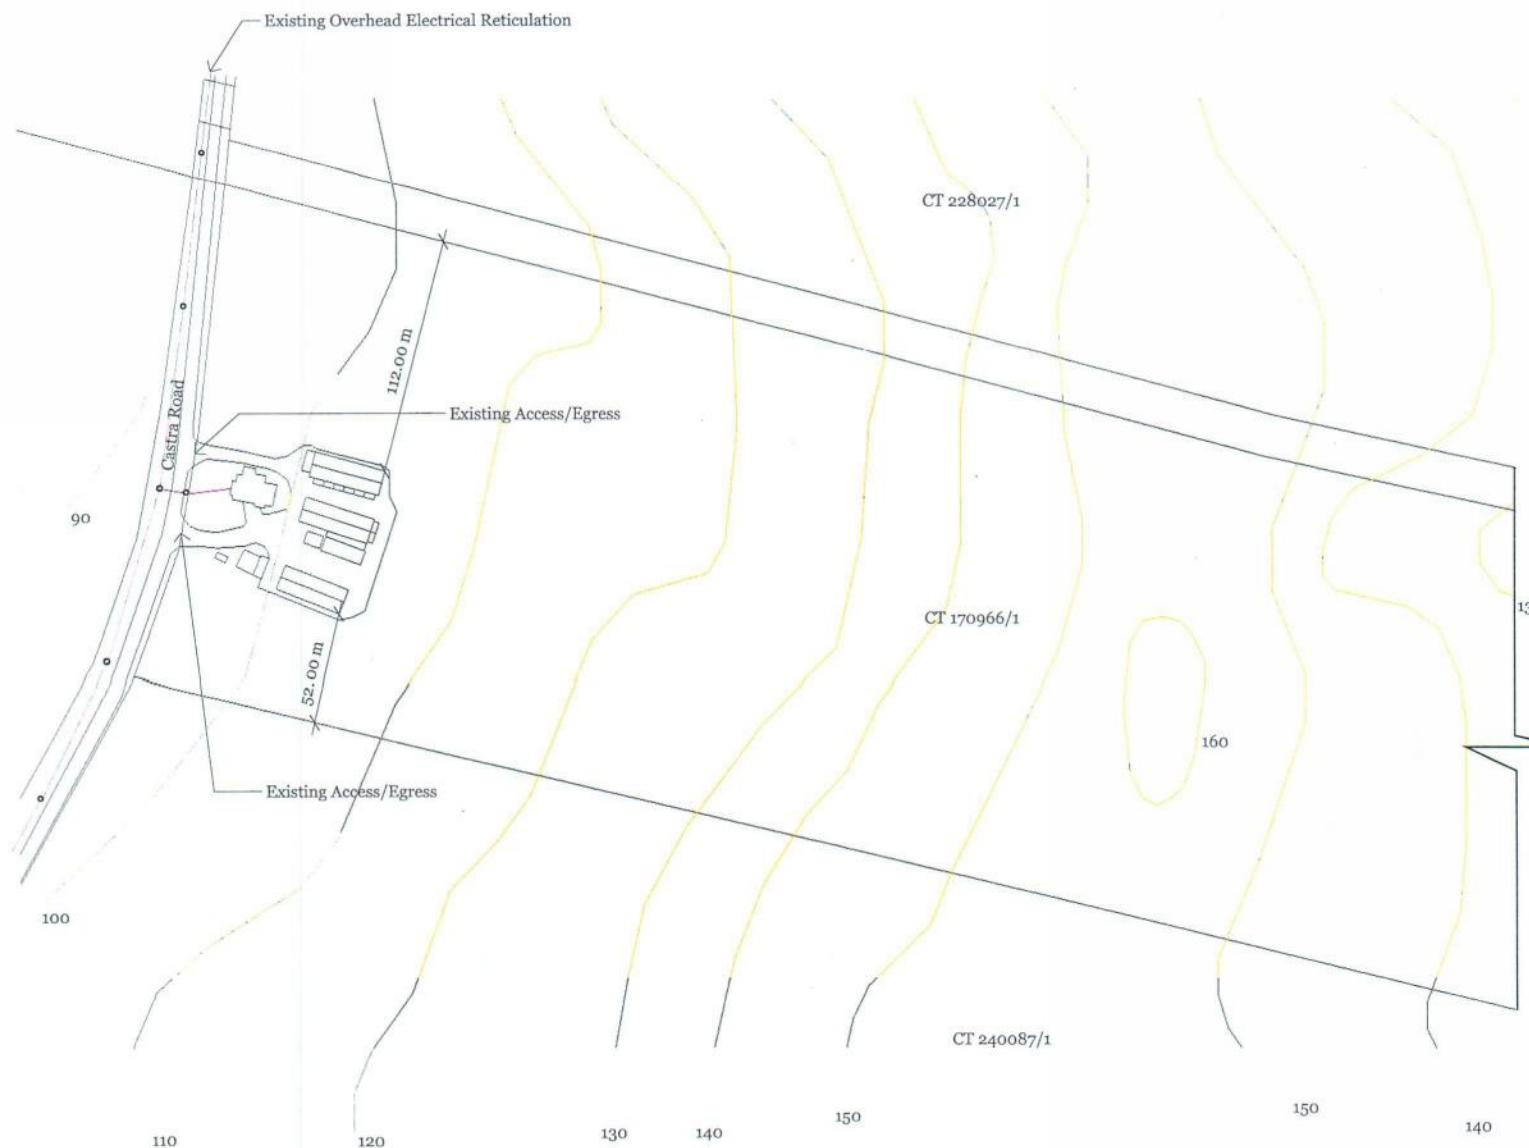 Existing Overhead Electrical Reticulation
CT 228027/1
112.00 m
Castra Road
Existing Access/Egress
90
CT 170966/1
52.00 m
160
Existing Access/Egress
100
CT 240087/1
150
150
110
120
130
140
140